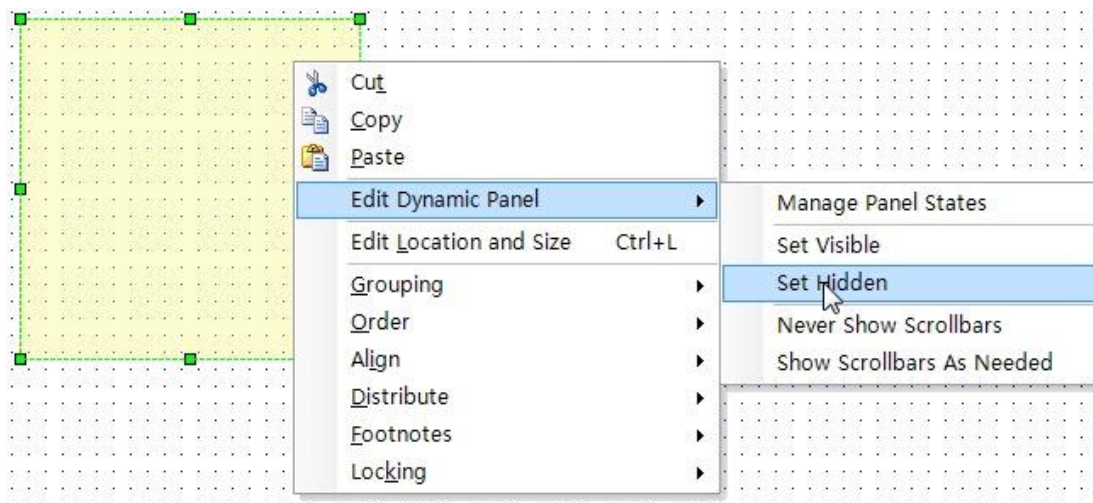 Cut
Copy
Paste
Edit Dynamic Panel
Edit Location and Size Ctrl+L
Grouping
Order
Align
Distribute
Footnotes
Locking
Manage Panel States
Set Visible
Set Hidden
Never Show Scrollbars
Show Scrollbars As Needed